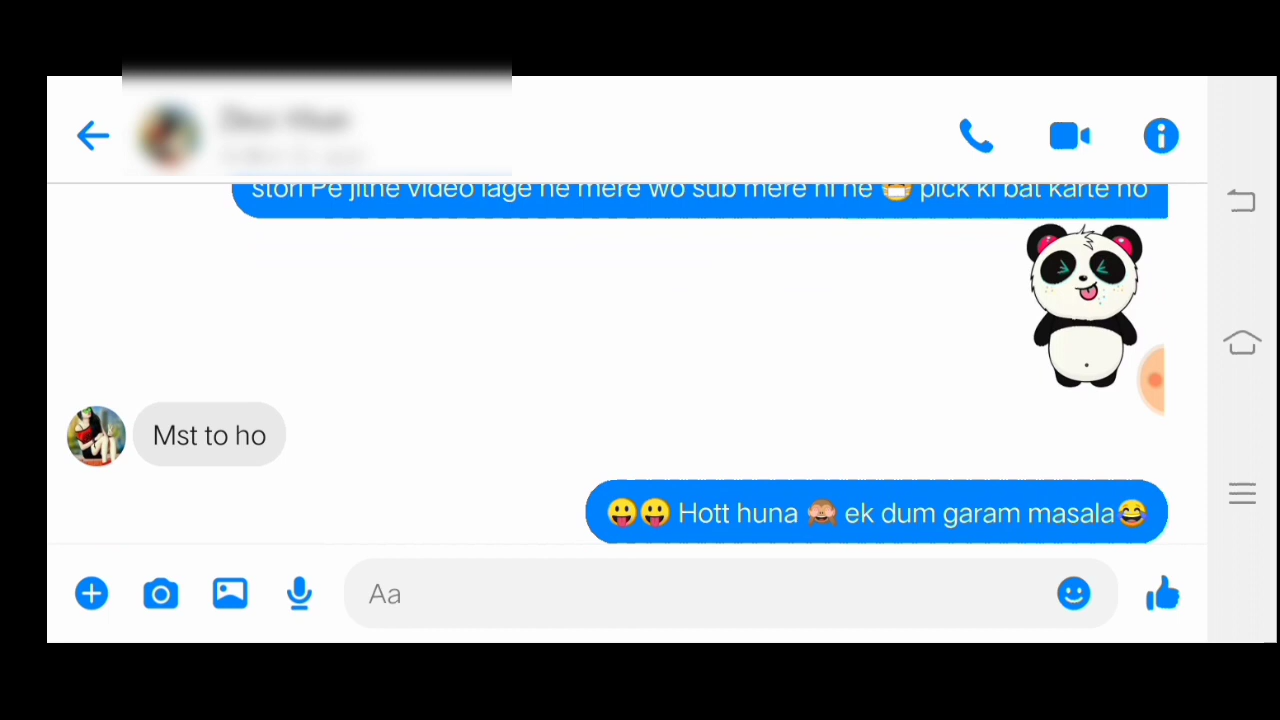 stori Pe jithe video lage he mere wo sub mere hi he 😷 pick ki bat karte ho
Mst to ho
😛😛 Hott huna 🙈 ek dum garam masala😂
Aa